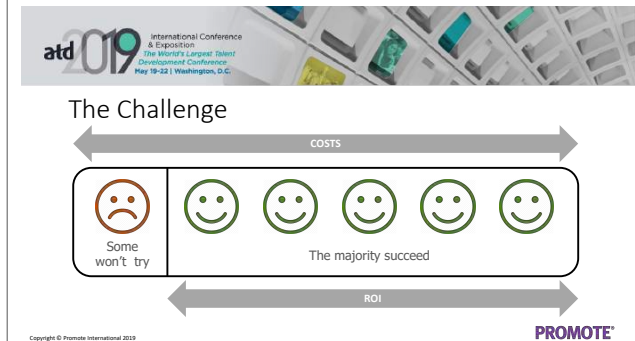 atd 2019
International Conference
& Exposition
The World's Largest Talent
Development Conference
May 19-22 | Washington, D.C.
The Challenge
COSTS
Some
won't try
The majority succeed
ROI
Copyright © Promote International 2019
PROMOTE®